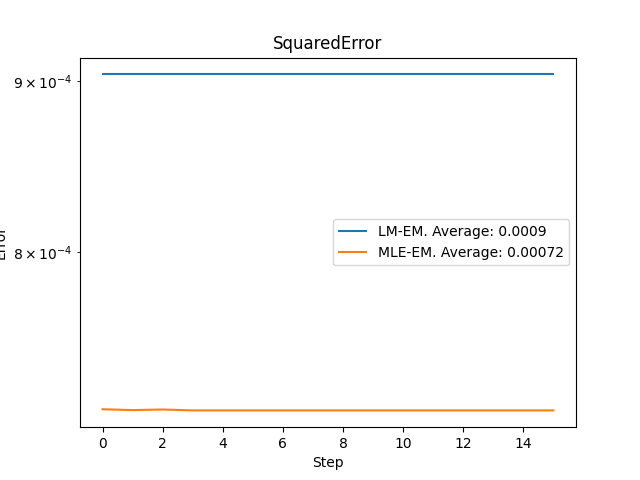 SquaredError
9 × 10⁻⁴
8 × 10⁻⁴
Error
LM-EM. Average: 0.0009
MLE-EM. Average: 0.00072
0 2 4 6 8 10 12 14
Step